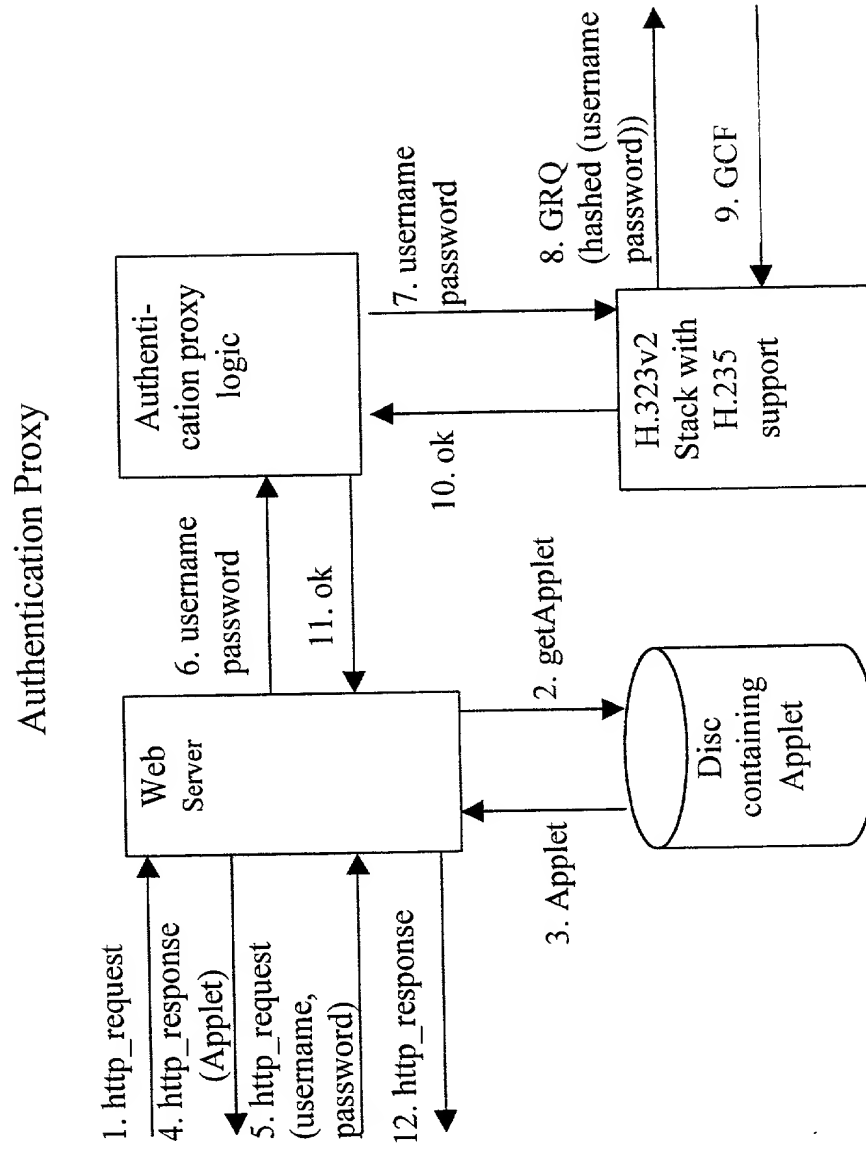 Authentication Proxy
1. http_request
4. http_response
(Applet)
5. http_request
(username,
password)
12. http_response
Web
Server
6. username
password
11. ok
Authenti-
cation proxy
logic
3. Applet
2. getApplet
10. ok
7. username
password
Disc
containing
Applet
H.323v2
Stack with
H.235
support
8. GRQ
(hashed (username
password))
9. GCF